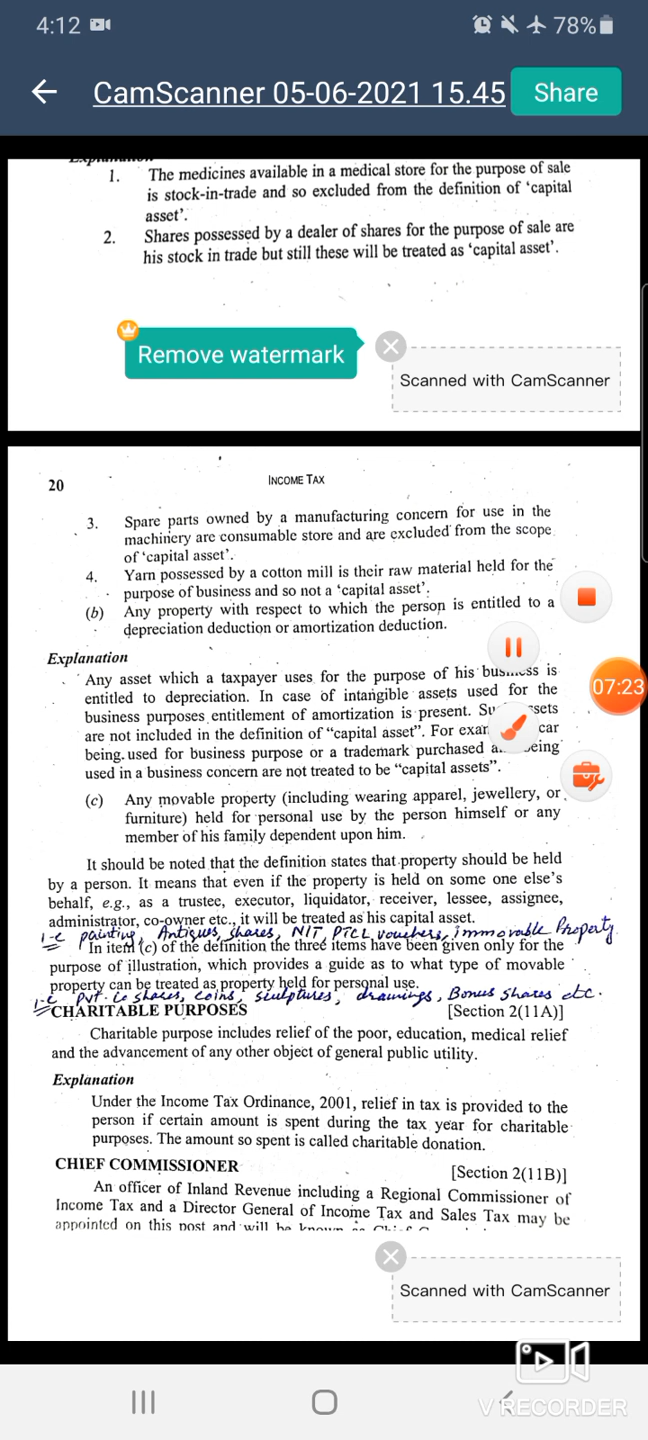 4:12
78%
CamScanner 05-06-2021 15.45
Share
1. The medicines available in a medical store for the purpose of sale
is stock-in-trade and so excluded from the definition of ‘capital
asset’.
2. Shares possessed by a dealer of shares for the purpose of sale are
his stock in trade but still these will be treated as ‘capital asset’.
Remove watermark
Scanned with CamScanner
20 INCOME TAX
3. Spare parts owned by a manufacturing concern for use in the
machinery are consumable store and are excluded from the scope
of ‘capital asset’.
4. Yarn possessed by a cotton mill is their raw material held for the
purpose of business and so not a ‘capital asset’.
(b) Any property with respect to which the person is entitled to a
depreciation deduction or amortization deduction.
Explanation
07:23
Any asset which a taxpayer uses for the purpose of his business is
entitled to depreciation. In case of intangible assets used for the
business purposes entitlement of amortization is present. Su sets
are not included in the definition of “capital asset”. For exam car
being used for business purpose or a trademark purchased a being
used in a business concern are not treated to be “capital assets”.
(c) Any movable property (including wearing apparel, jewellery, or
furniture) held for personal use by the person himself or any
member of his family dependent upon him.
It should be noted that the definition states that property should be held
by a person. It means that even if the property is held on some one else’s
behalf, e.g., as a trustee, executor, liquidator, receiver, lessee, assignee,
administrator, co-owner etc., it will be treated as his capital asset.
i-e painting, Antiques, shares, NIT, PTCL vouchers, immovable Property
In item (c) of the definition the three items have been given only for the
purpose of illustration, which provides a guide as to what type of movable
property can be treated as property held for personal use.
i-e Pvt. Co shares, coins, sculptures, drawings, Bonus shares etc.
CHARITABLE PURPOSES [Section 2(11A)]
Charitable purpose includes relief of the poor, education, medical relief
and the advancement of any other object of general public utility.
Explanation
Under the Income Tax Ordinance, 2001, relief in tax is provided to the
person if certain amount is spent during the tax year for charitable
purposes. The amount so spent is called charitable donation.
CHIEF COMMISSIONER [Section 2(11B)]
An officer of Inland Revenue including a Regional Commissioner of
Income Tax and a Director General of Income Tax and Sales Tax may be
appointed on this post and will be known as
Scanned with CamScanner
V RECORDER